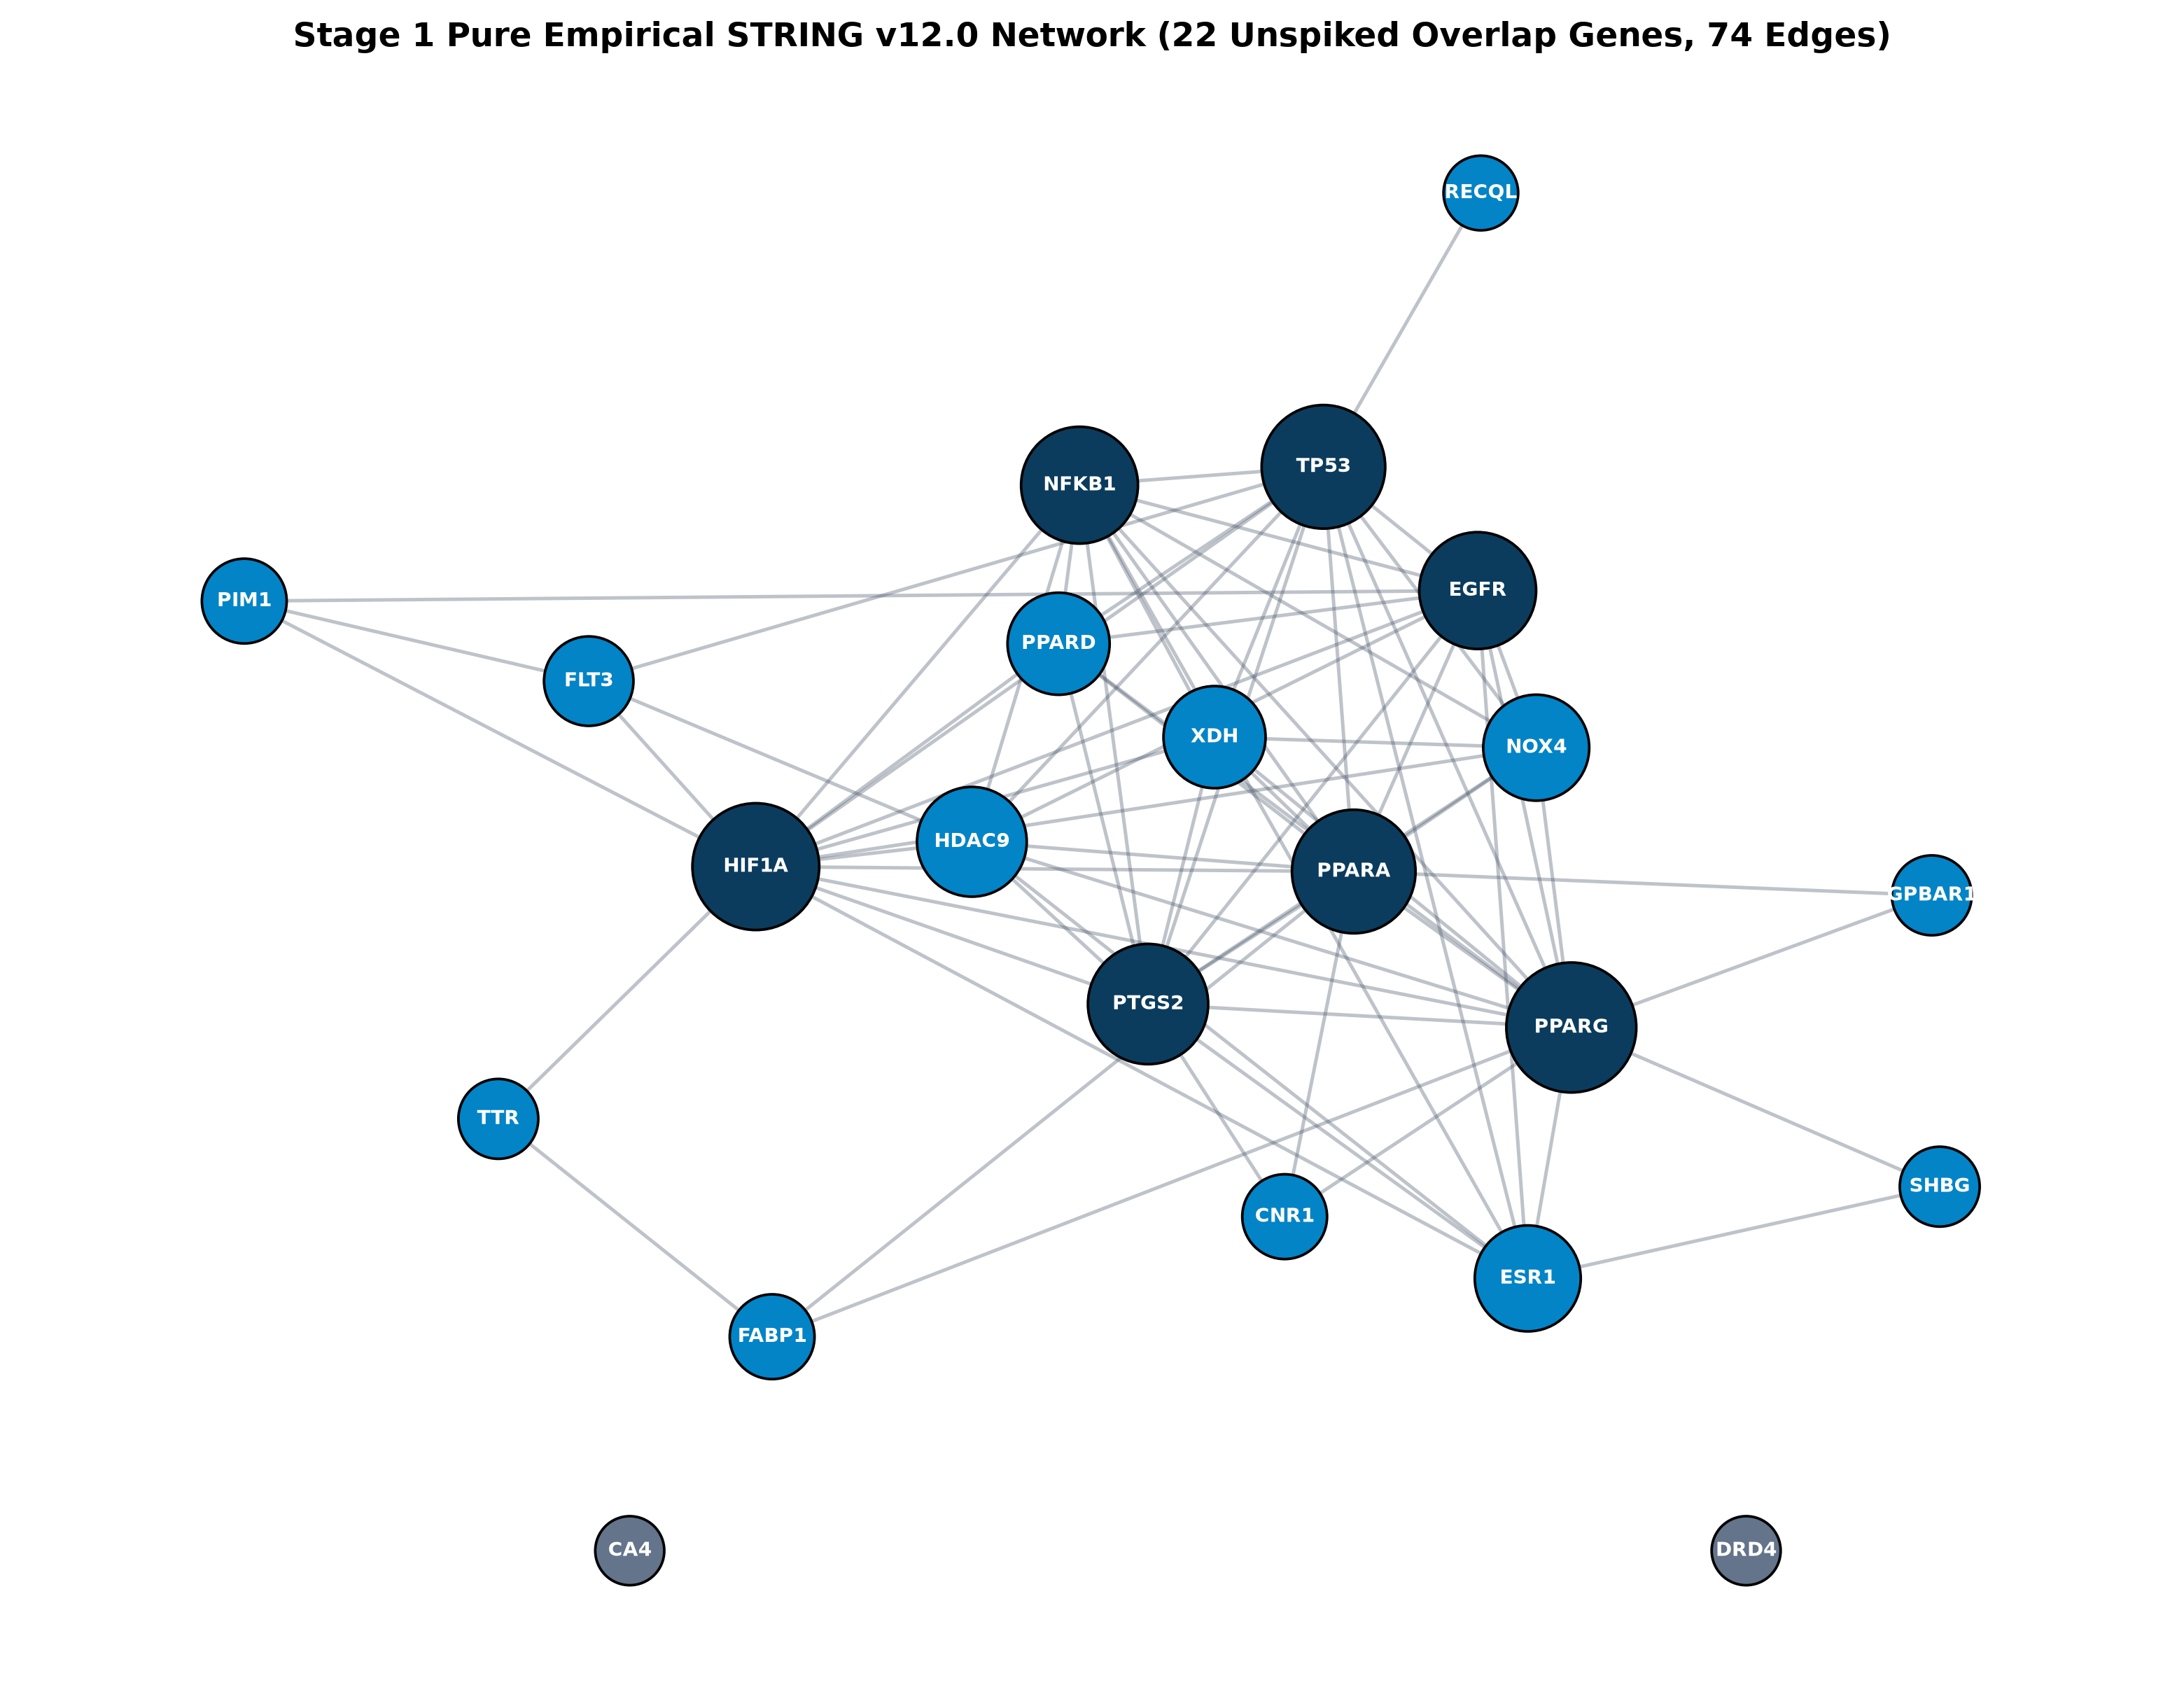 Stage 1 Pure Empirical STRING v12.0 Network (22 Unspiked Overlap Genes, 74 Edges)
RECQL
TP53
NFKB1
EGFR
PIM1
PPARD
FLT3
XDH
NOX4
HDAC9
HIF1A
PPARA
GPBAR1
PTGS2
PPARG
TTR
SHBG
CNR1
ESR1
FABP1
CA4
DRD4